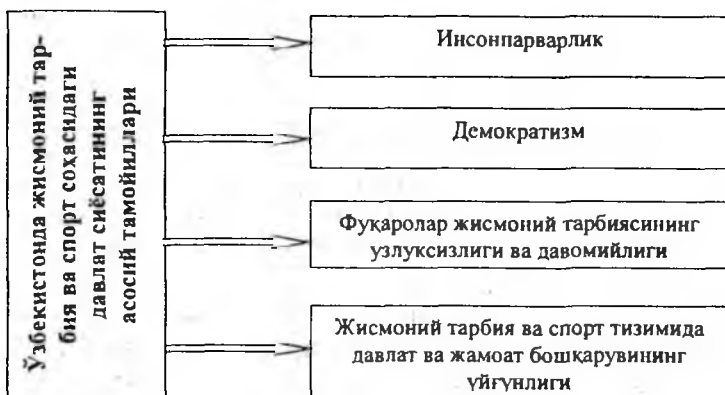 Ўзбекистонда жисмоний тар-
бия ва спорт соҳасидаги
давлат сиёсатининг
асосий тамойиллари
Инсонпарварлик
Демократизм
Фуқаролар жисмоний тарбиясининг
узлуксизлиги ва давомийлиги
Жисмоний тарбия ва спорт тизимида
давлат ва жамоат бошқарувининг
уйғунлиги